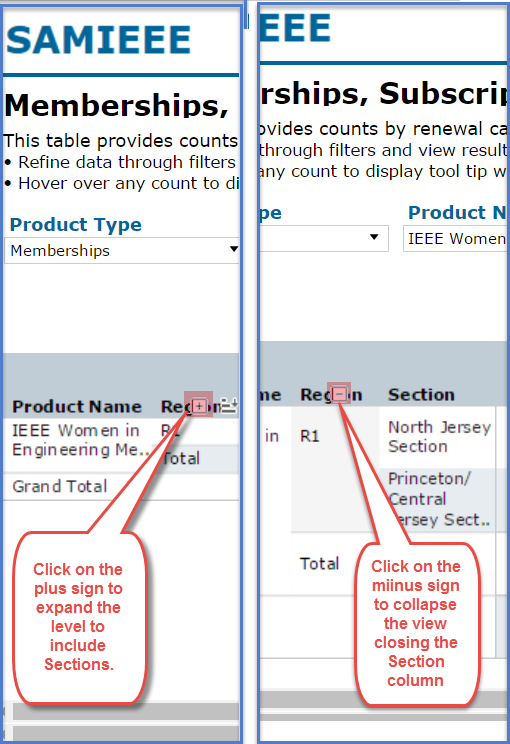 SAMIEEE
Memberships,
This table provides counts
• Refine data through filters
• Hover over any count to di
Product Type
Memberships
Product Name Region
IEEE Women in
Engineering Me..
R1
Total
Grand Total
Click on the
plus sign to
expand the
level to
include
Sections.
EEE
rships, Subscrip
ovides counts by renewal ca
through filters and view result
any count to display tool tip w
pe
Product N
IEEE Women
me Region Section
in R1
North Jersey
Section
Princeton/
Central
Jersey Sect..
Total
Click on the
miinus sign
to collapse
the view
closing the
Section
column